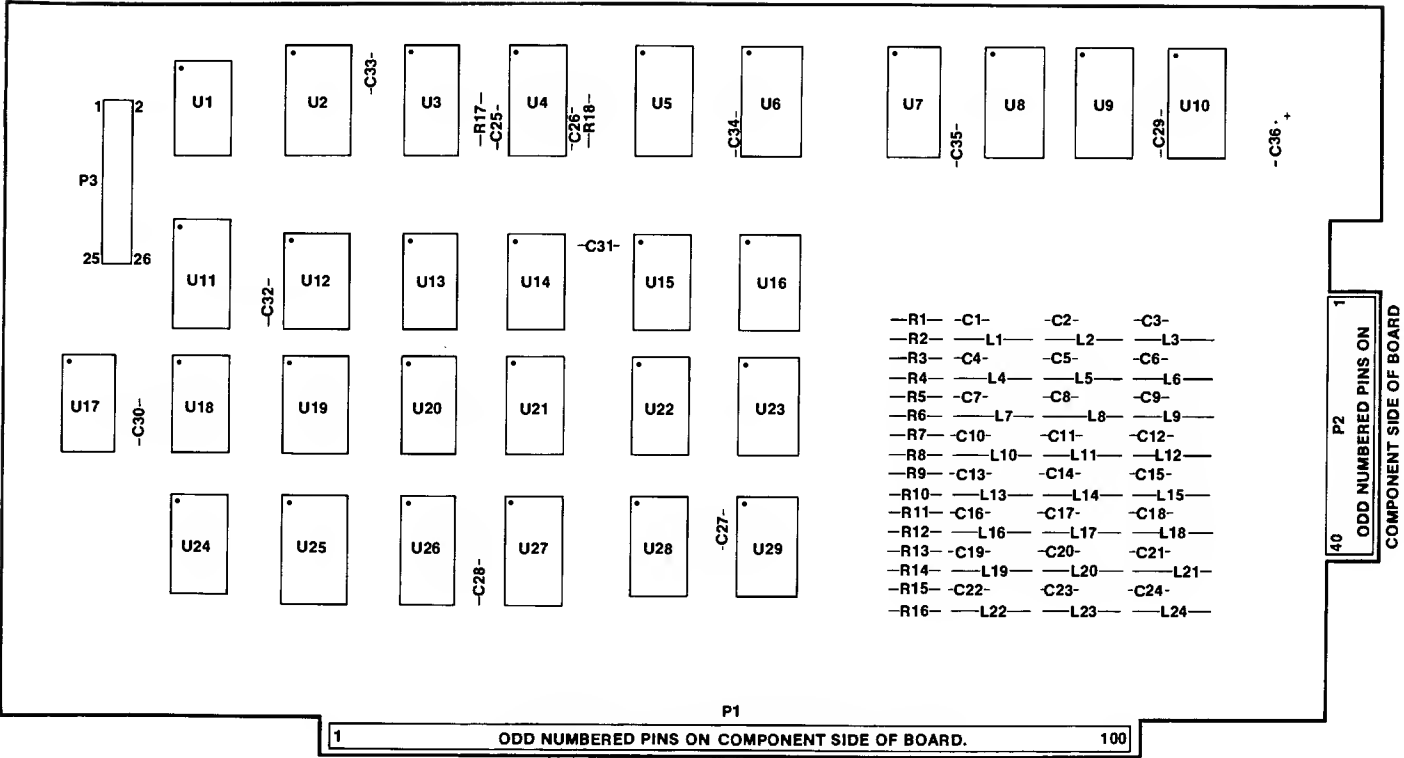 -C33-
U1 U2 U3 U4 U5 U6 U7 U8 U9 U10
1 2
—R17—
-C25-
-C26-
—R18—
-C34-
-C35-
-C29-
-C36- +
P3
25 26
U11 U12 U13 U14 -C31- U15 U16
-C32-
—R1— -C1- -C2- -C3-
—R2— —L1— —L2— —L3—
—R3— -C4- -C5- -C6-
—R4— —L4— —L5— —L6—
—R5— -C7- -C8- -C9-
—R6— —L7— —L8— —L9—
—R7— -C10- -C11- -C12-
—R8— —L10— —L11— —L12—
—R9— -C13- -C14- -C15-
—R10— —L13— —L14— —L15—
—R11— -C16- -C17- -C18-
—R12— —L16— —L17— —L18—
—R13— -C19- -C20- -C21-
—R14— —L19— —L20— —L21—
—R15— -C22- -C23- -C24-
—R16— —L22— —L23— —L24—
U17 U18 U19 U20 U21 U22 U23
-C30-
U24 U25 U26 U27 U28 U29
-C28-
-C27-
40 P2 1
ODD NUMBERED PINS ON
COMPONENT SIDE OF BOARD
P1
1 ODD NUMBERED PINS ON COMPONENT SIDE OF BOARD. 100